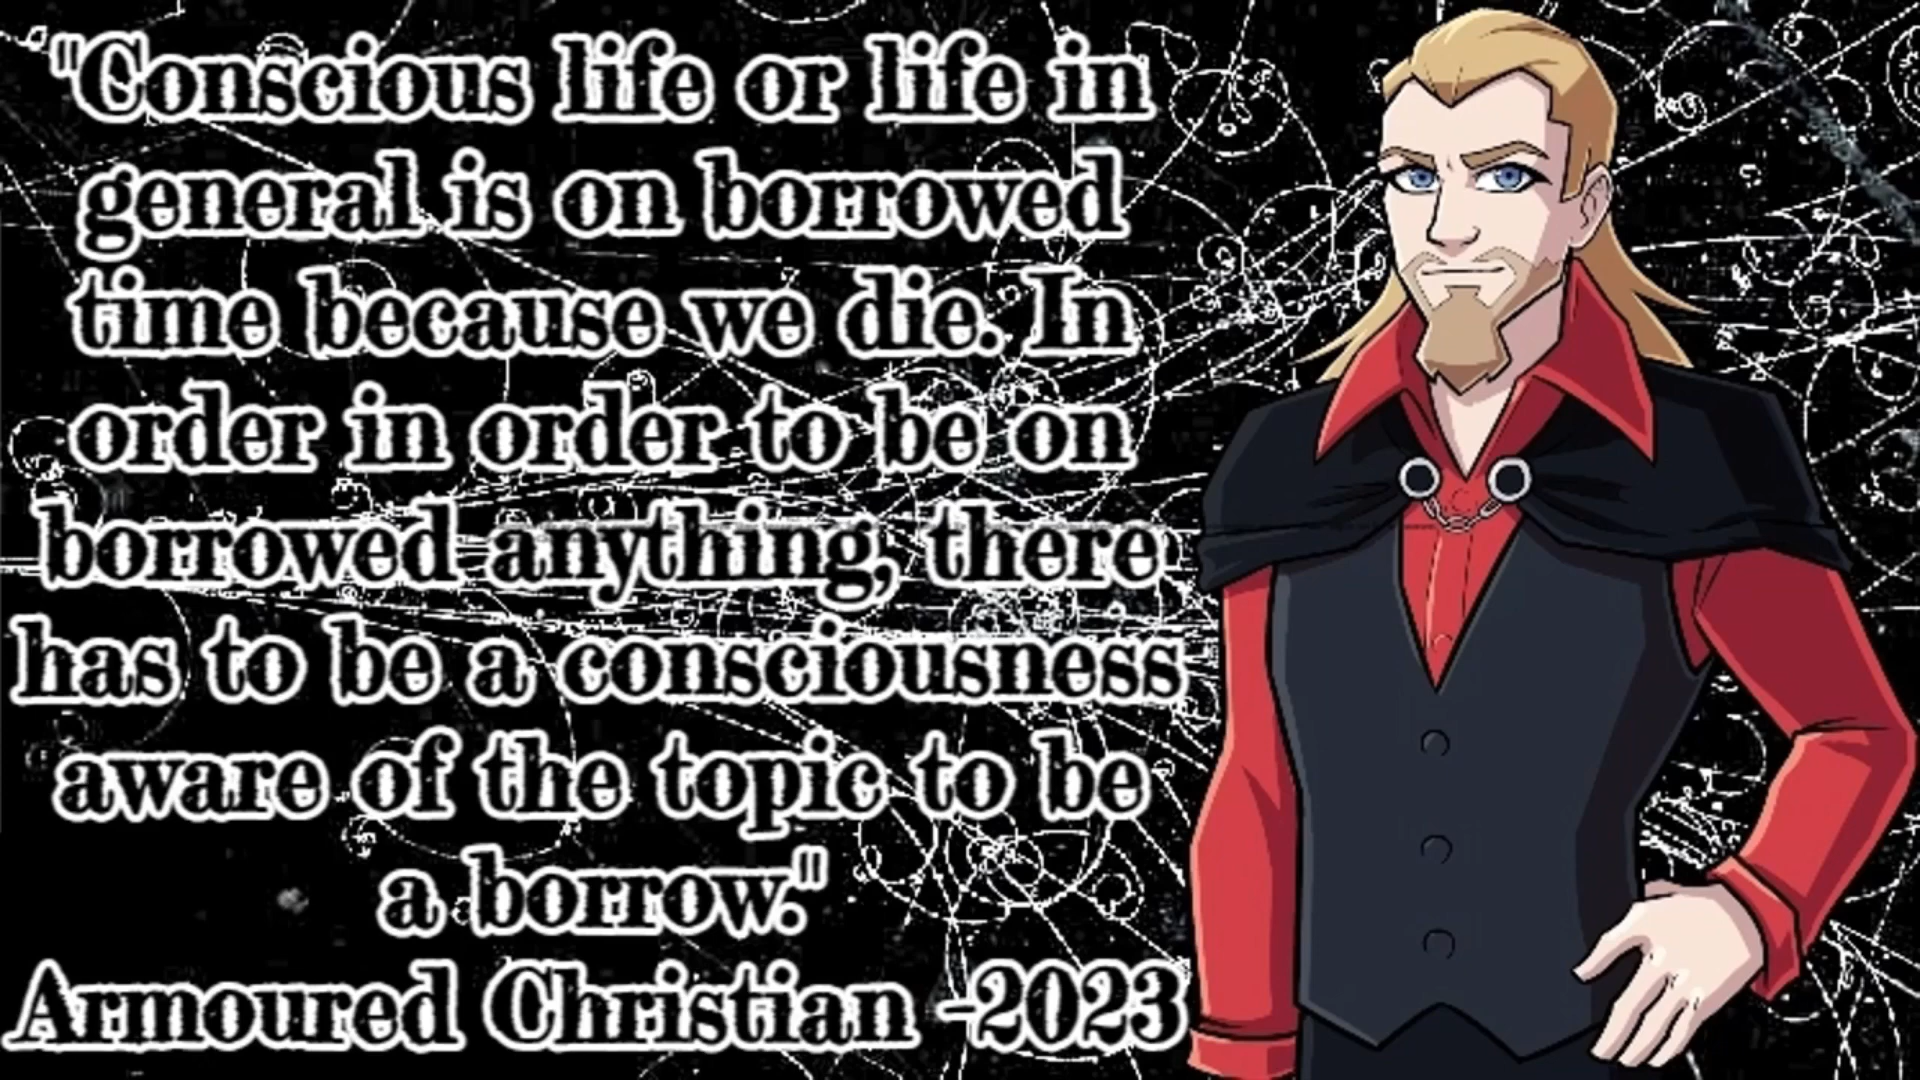 "Conscious life or life in
general is on borrowed
time because we die. In
order in order to be on
borrowed anything, there
has to be a consciousness
aware of the topic to be
a borrow."
Armoured Christian -2023